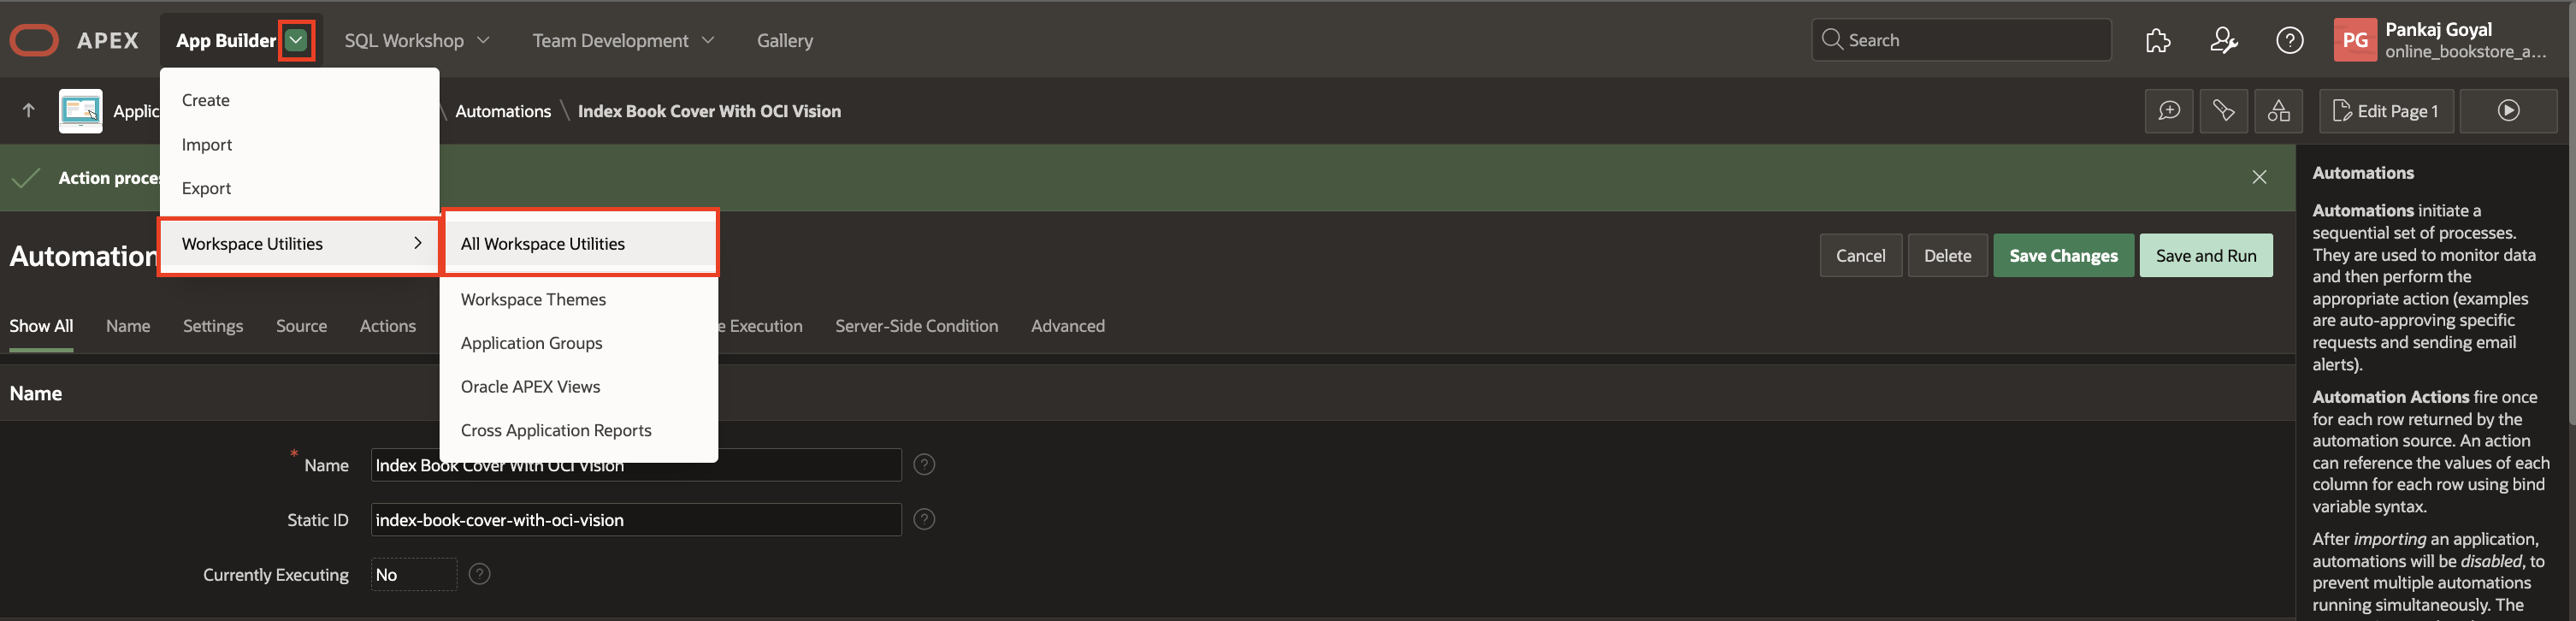 APEX
App Builder
SQL Workshop
Team Development
Gallery
Search
PG
Pankaj Goyal
online_bookstore_a...
Create
Import
Export
Workspace Utilities
All Workspace Utilities
Workspace Themes
Application Groups
Oracle APEX Views
Cross Application Reports
Applic
\ Automations \ Index Book Cover With OCI Vision
Edit Page 1
Action proces
Automation
Cancel
Delete
Save Changes
Save and Run
Show All
Name
Settings
Source
Actions
e Execution
Server-Side Condition
Advanced
Name
* Name
Index Book Cover With OCI Vision
Static ID
index-book-cover-with-oci-vision
Currently Executing
No
Automations
Automations initiate a
sequential set of processes.
They are used to monitor data
and then perform the
appropriate action (examples
are auto-approving specific
requests and sending email
alerts).
Automation Actions fire once
for each row returned by the
automation source. An action
can reference the values of each
column for each row using bind
variable syntax.
After importing an application,
automations will be disabled, to
prevent multiple automations
running simultaneously. The